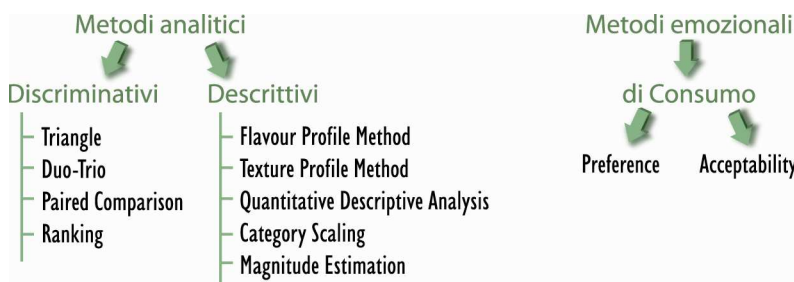 Metodi analitici
Discriminativi
Triangle
Duo-Trio
Paired Comparison
Ranking
Descrittivi
Flavour Profile Method
Texture Profile Method
Quantitative Descriptive Analysis
Category Scaling
Magnitude Estimation
Metodi emozionali
di Consumo
Preference
Acceptability